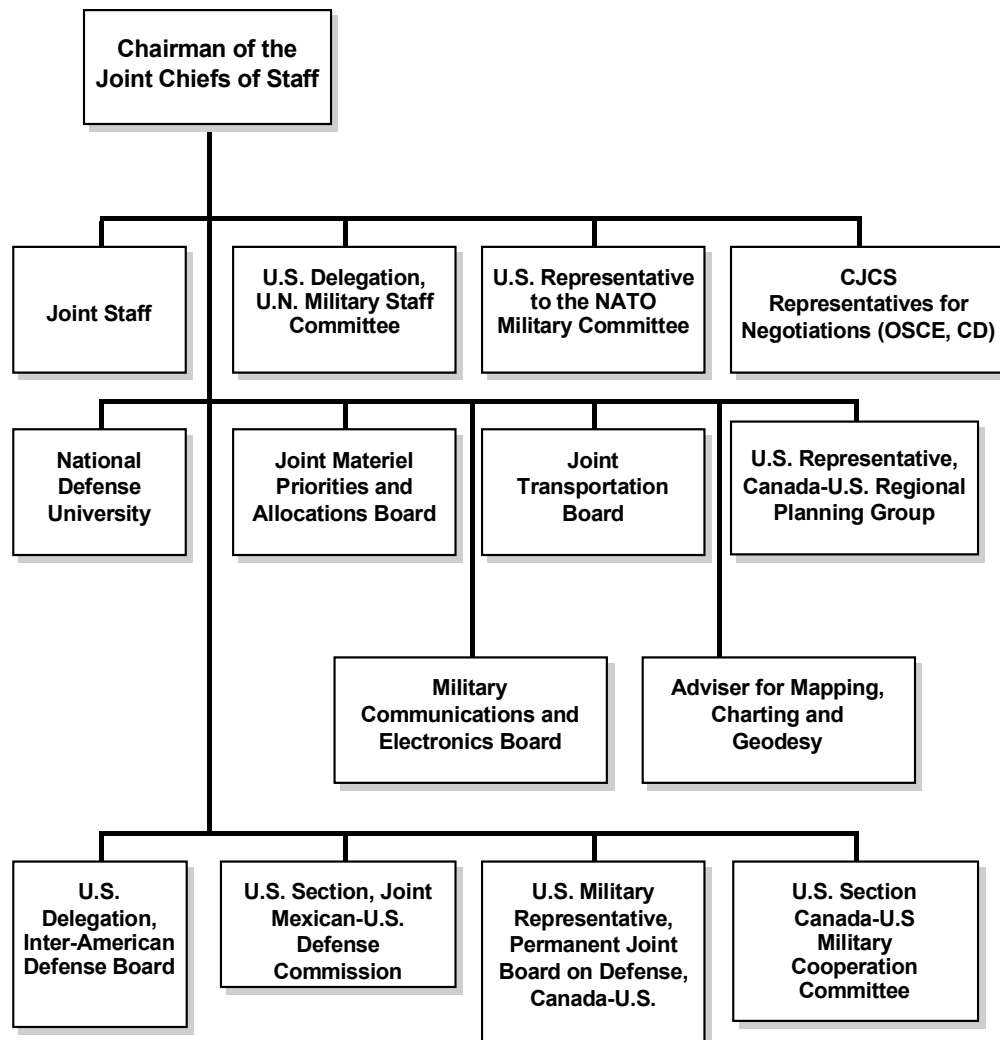 Chairman of the
Joint Chiefs of Staff
Joint Staff
U.S. Delegation,
U.N. Military Staff
Committee
U.S. Representative
to the NATO
Military Committee
CJCS
Representatives for
Negotiations (OSCE, CD)
National
Defense
University
Joint Materiel
Priorities and
Allocations Board
Joint
Transportation
Board
U.S. Representative,
Canada-U.S. Regional
Planning Group
Military
Communications and
Electronics Board
Adviser for Mapping,
Charting and
Geodesy
U.S.
Delegation,
Inter-American
Defense Board
U.S. Section, Joint
Mexican-U.S.
Defense
Commission
U.S. Military
Representative,
Permanent Joint
Board on Defense,
Canada-U.S.
U.S. Section
Canada-U.S
Military
Cooperation
Committee